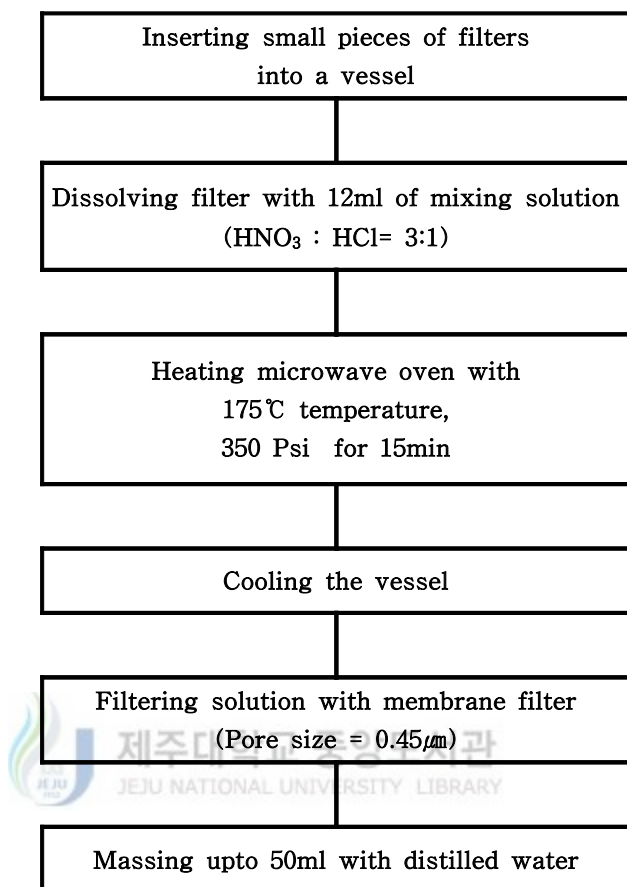 Inserting small pieces of filters
into a vessel
Dissolving filter with 12ml of mixing solution
(HNO₃ : HCl= 3:1)
Heating microwave oven with
175℃ temperature,
350 Psi for 15min
Cooling the vessel
Filtering solution with membrane filter
(Pore size = 0.45㎛)
제주대학교 중앙도서관
JEJU NATIONAL UNIVERSITY LIBRARY
JEJU
Massing upto 50ml with distilled water